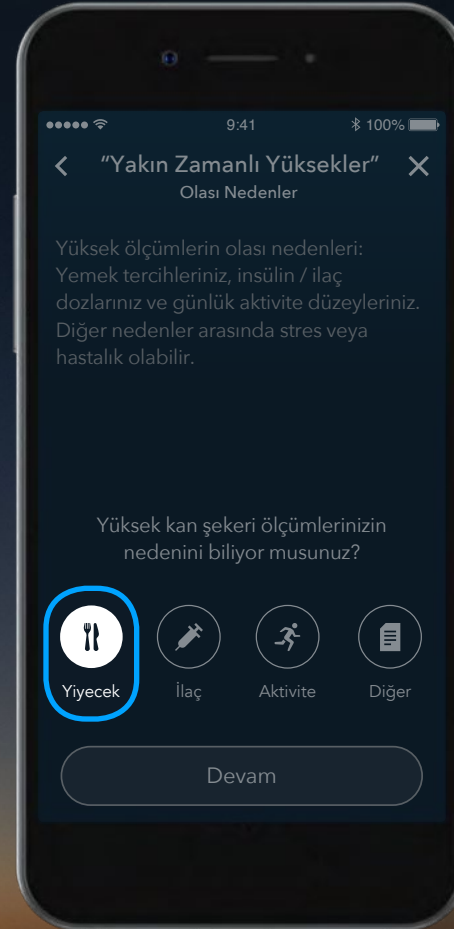 9:41
100%
"Yakın Zamanlı Yüksekler"
Olası Nedenler
Yüksek ölçümlerin olası nedenleri:
Yemek tercihleriniz, insülin / ilaç
dozlarınız ve günlük aktivite düzeyleriniz.
Diğer nedenler arasında stres veya
hastalık olabilir.
Yüksek kan şekeri ölçümlerinizin
nedenini biliyor musunuz?
Yiyecek İlaç Aktivite Diğer
Devam